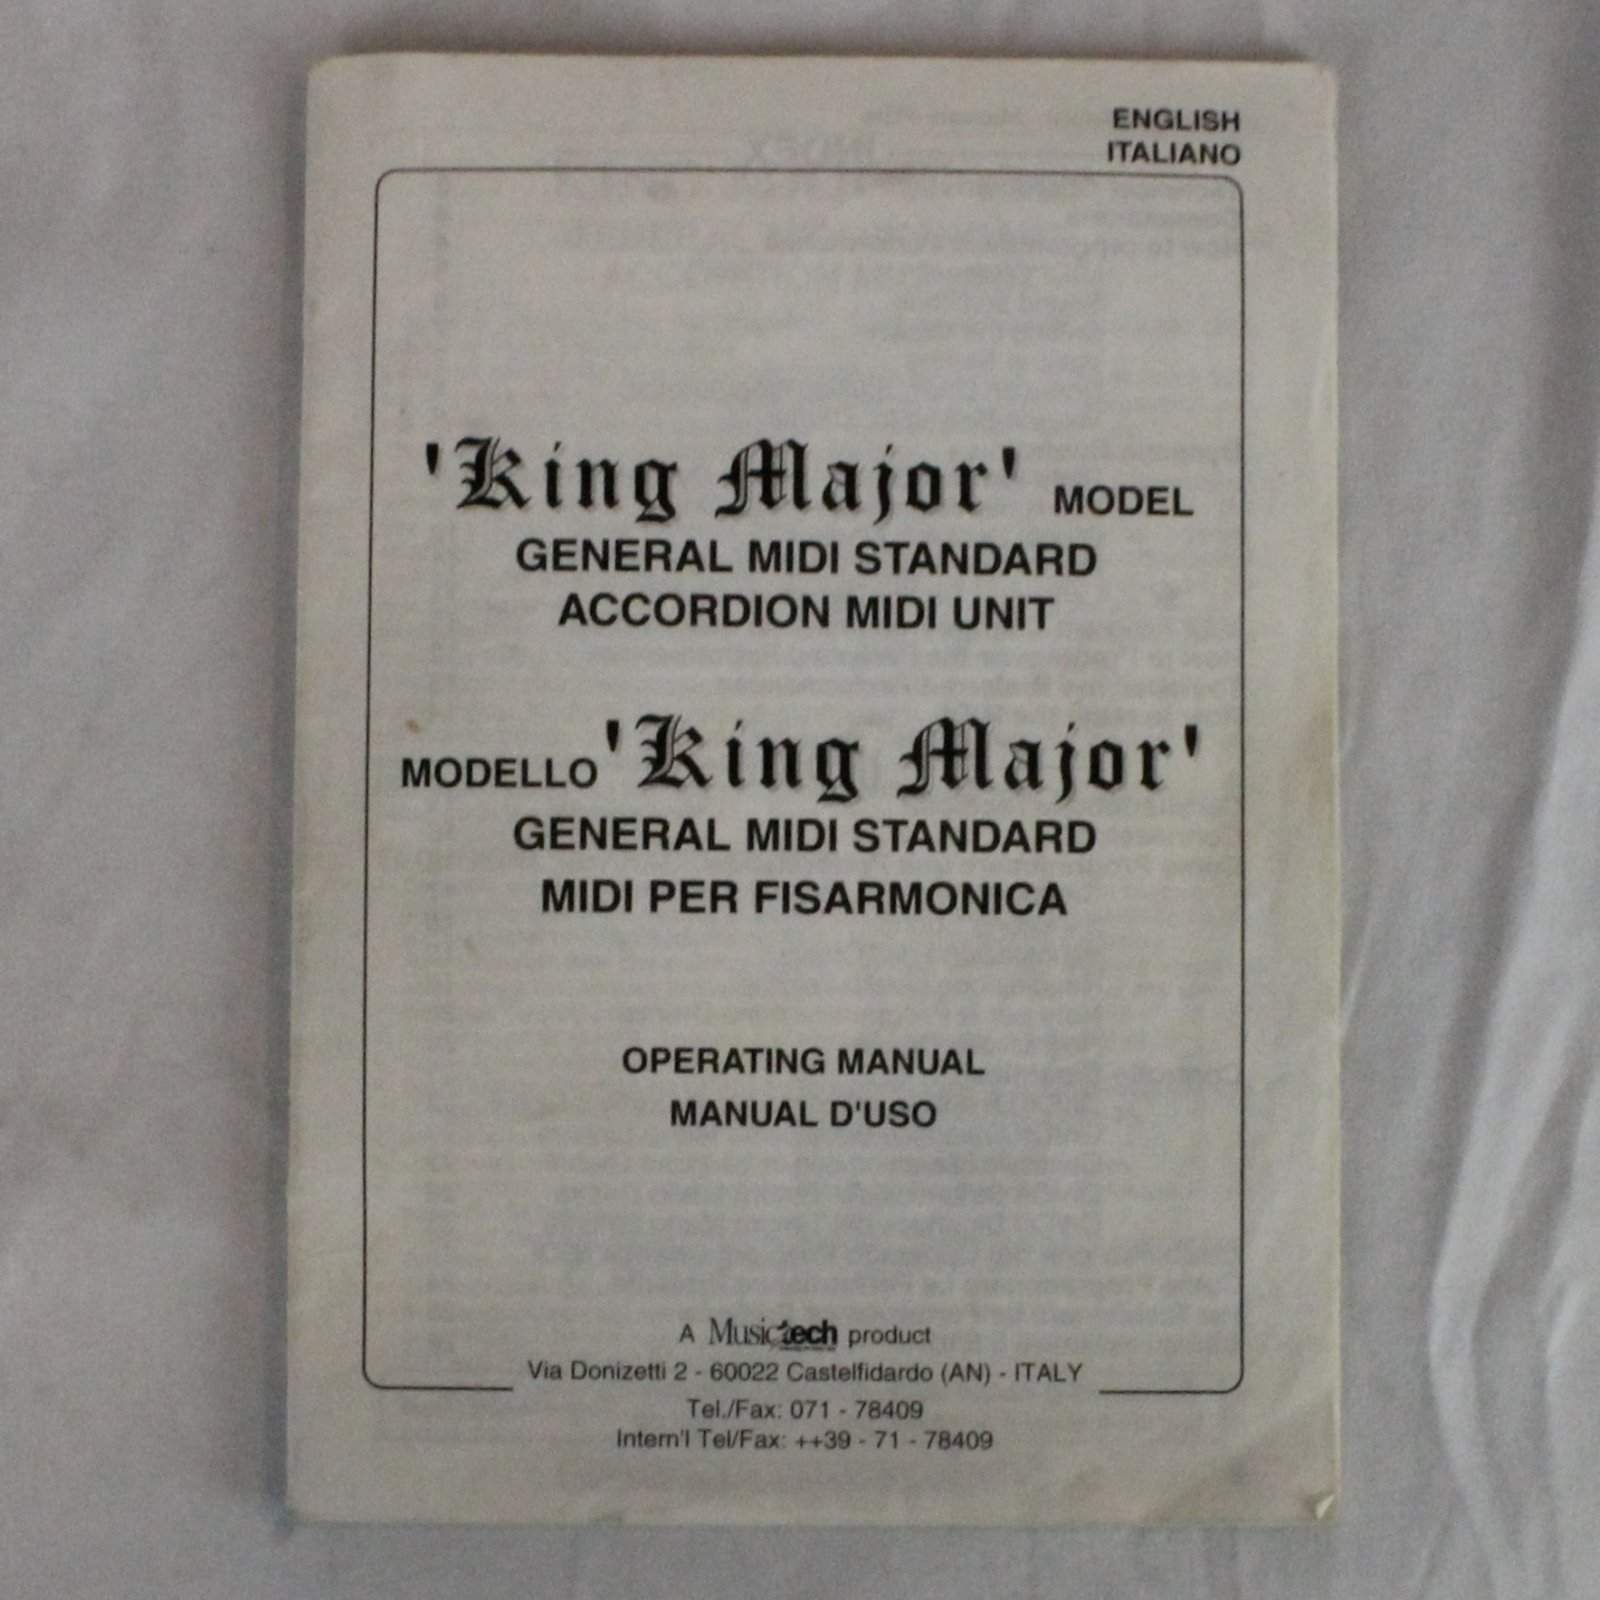 ENGLISH
ITALIANO
'King Major' MODEL
GENERAL MIDI STANDARD
ACCORDION MIDI UNIT
MODELLO 'King Major'
GENERAL MIDI STANDARD
MIDI PER FISARMONICA
OPERATING MANUAL
MANUAL D'USO
A Musictech product
Via Donizetti 2 - 60022 Castelfidardo (AN) - ITALY
Tel./Fax: 071 - 78409
Intern'l Tel/Fax: ++39 - 71 - 78409